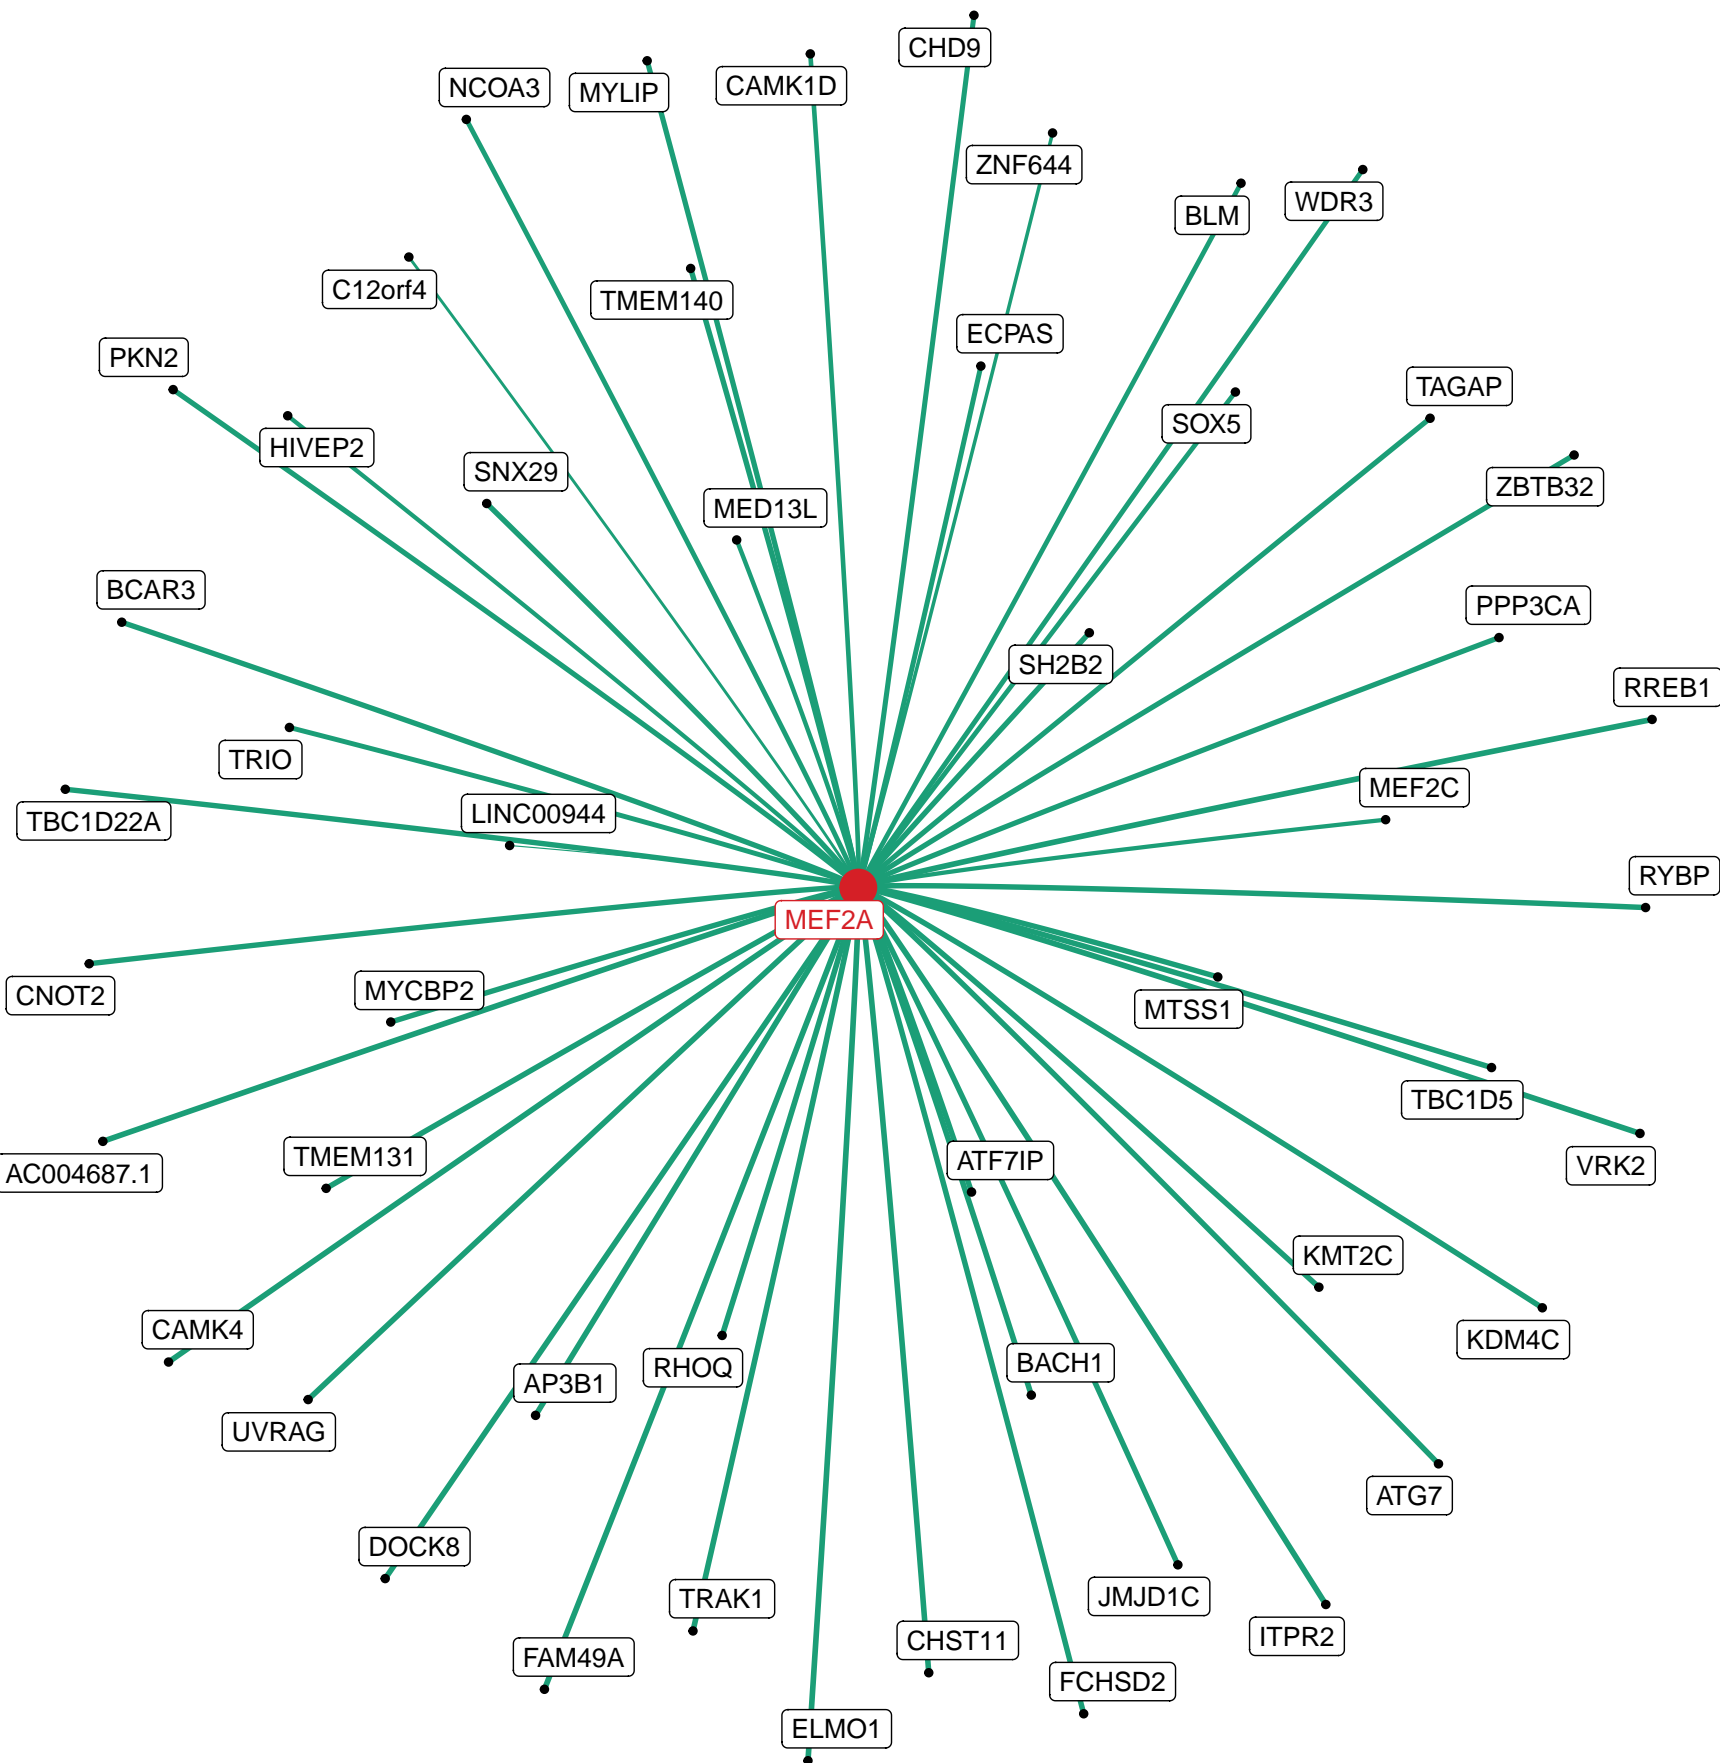 CHD9
NCOA3
MYLIP
CAMK1D
ZNF644
WDR3
BLM
C12orf4
TMEM140
ECPAS
PKN2
TAGAP
SOX5
HIVEP2
SNX29
ZBTB32
MED13L
BCAR3
PPP3CA
SH2B2
RREB1
TRIO
MEF2C
LINC00944
TBC1D22A
RYBP
MEF2A
CNOT2
MYCBP2
MTSS1
TBC1D5
TMEM131
ATF7IP
VRK2
AC004687.1
KMT2C
CAMK4
KDM4C
BACH1
RHOQ
AP3B1
UVRAG
ATG7
DOCK8
JMJD1C
TRAK1
ITPR2
CHST11
FAM49A
FCHSD2
ELMO1